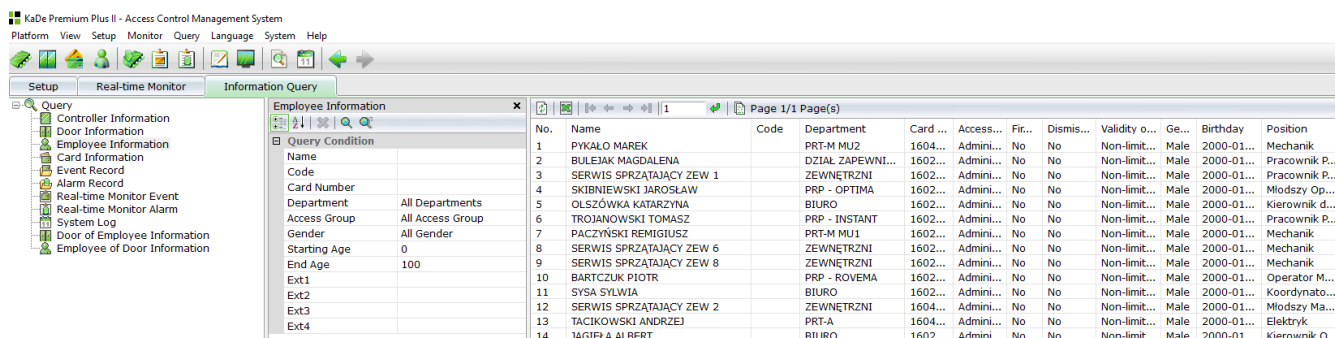 KaDe Premium Plus II - Access Control Management System
Platform View Setup Monitor Query Language System Help
11
Setup Real-time Monitor Information Query
Query
Controller Information
Door Information
Employee Information
Card Information
Event Record
Alarm Record
Real-time Monitor Event
Real-time Monitor Alarm
System Log
Door of Employee Information
Employee of Door Information
Employee Information
Query Condition
Name
Code
Card Number
Department All Departments
Access Group All Access Group
Gender All Gender
Starting Age 0
End Age 100
Ext1
Ext2
Ext3
Ext4
1 Page 1/1 Page(s)
No. Name Code Department Card ... Access... Fir... Dismis... Validity o... Ge... Birthday Position
1 PYKAŁO MAREK PRT-M MU2 1604... Admini... No No Non-limit... Male 2000-01... Mechanik
2 BULEJAK MAGDALENA DZIAŁ ZAPEWNI... 1602... Admini... No No Non-limit... Male 2000-01... Pracownik P...
3 SERWIS SPRZĄTAJĄCY ZEW 1 ZEWNĘTRZNI 1602... Admini... No No Non-limit... Male 2000-01... Pracownik P...
4 SKIBNIEWSKI JAROSŁAW PRP - OPTIMA 1602... Admini... No No Non-limit... Male 2000-01... Młodszy Op...
5 OLSZÓWKA KATARZYNA BIURO 1602... Admini... No No Non-limit... Male 2000-01... Kierownik d...
6 TROJANOWSKI TOMASZ PRP - INSTANT 1602... Admini... No No Non-limit... Male 2000-01... Pracownik P...
7 PACZYŃSKI REMIGIUSZ PRT-M MU1 1602... Admini... No No Non-limit... Male 2000-01... Mechanik
8 SERWIS SPRZĄTAJĄCY ZEW 6 ZEWNĘTRZNI 1602... Admini... No No Non-limit... Male 2000-01... Mechanik
9 SERWIS SPRZĄTAJĄCY ZEW 8 ZEWNĘTRZNI 1602... Admini... No No Non-limit... Male 2000-01... Mechanik
10 BARTCZUK PIOTR PRP - ROVEMA 1602... Admini... No No Non-limit... Male 2000-01... Operator M...
11 SYSA SYLWIA BIURO 1602... Admini... No No Non-limit... Male 2000-01... Koordynato...
12 SERWIS SPRZĄTAJĄCY ZEW 2 ZEWNĘTRZNI 1604... Admini... No No Non-limit... Male 2000-01... Młodszy Ma...
13 TACIKOWSKI ANDRZEJ PRT-A 1604... Admini... No No Non-limit... Male 2000-01... Elektryk
14 JAGIEŁA ALBERT BIURO 1602... Admini... No No Non-limit... Male 2000-01... Kierownik O...